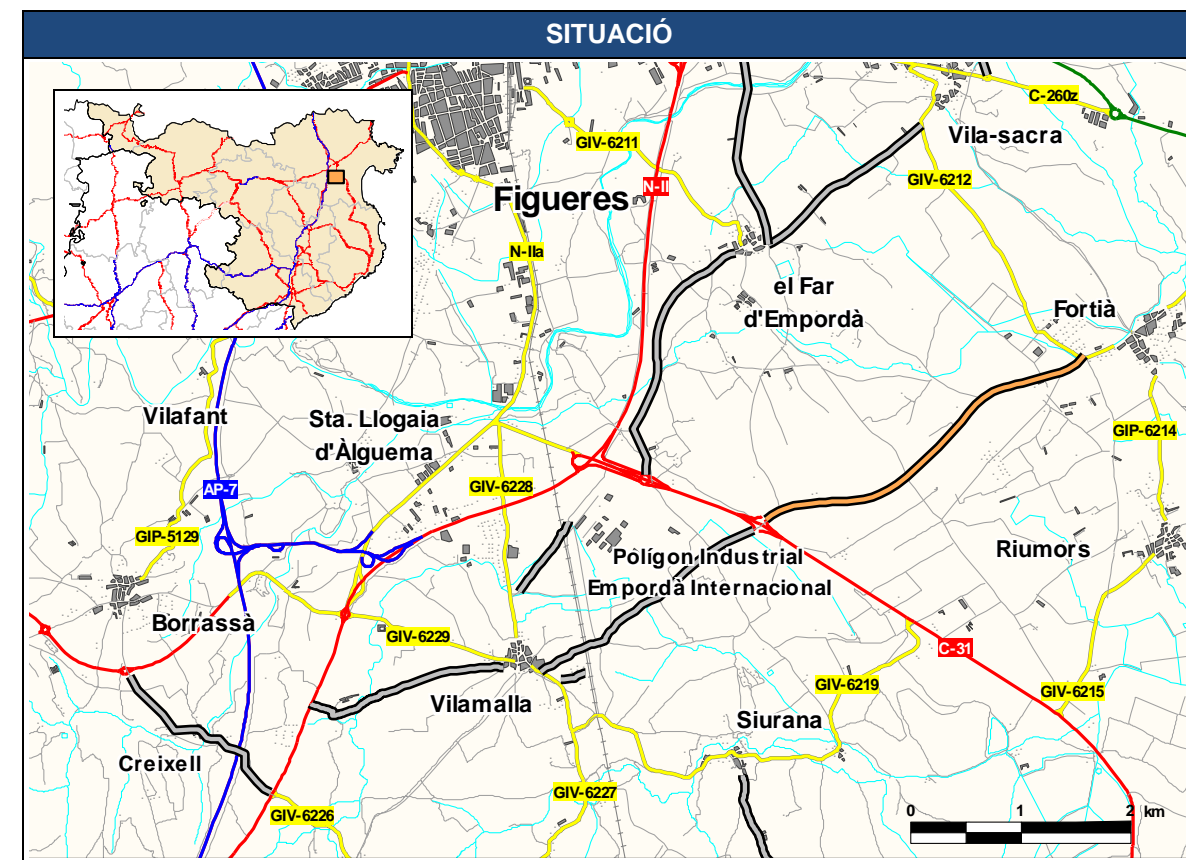 SITUACIÓ
C-260z
Vila-sacra
GIV-6211
GIV-6212
Figueres
N-II
N-IIa
el Far
d'Empordà
Fortià
Vilafant
Sta. Llogaia
d'Àlguema
GIP-6214
AP-7
GIV-6228
GIP-5129
Polígon Industrial
Empordà Internacional
Riumors
Borrassà
GIV-6229
C-31
Vilamalla
GIV-6219
GIV-6215
Siurana
Creixell
GIV-6227
GIV-6226
0 1 2 km